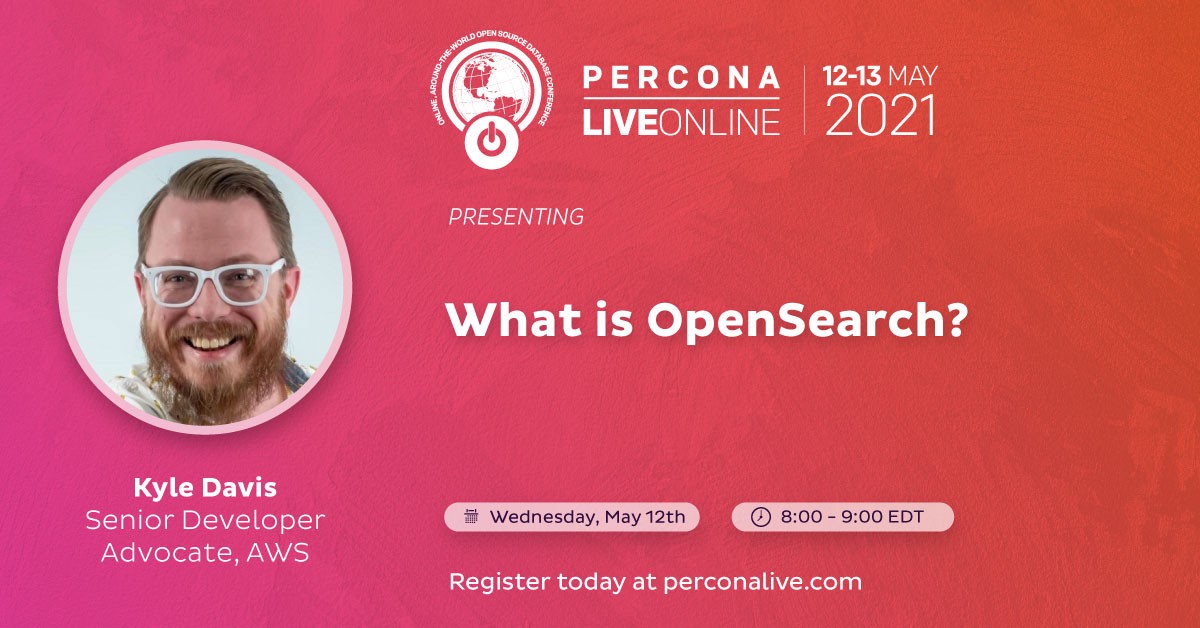 ONLINE, AROUND-THE-WORLD OPEN SOURCE DATABASE CONFERENCE
PERCONA
LIVEONLINE
12-13 MAY
2021
PRESENTING
What is OpenSearch?
Kyle Davis
Senior Developer
Advocate, AWS
Wednesday, May 12th
8:00 - 9:00 EDT
Register today at perconalive.com